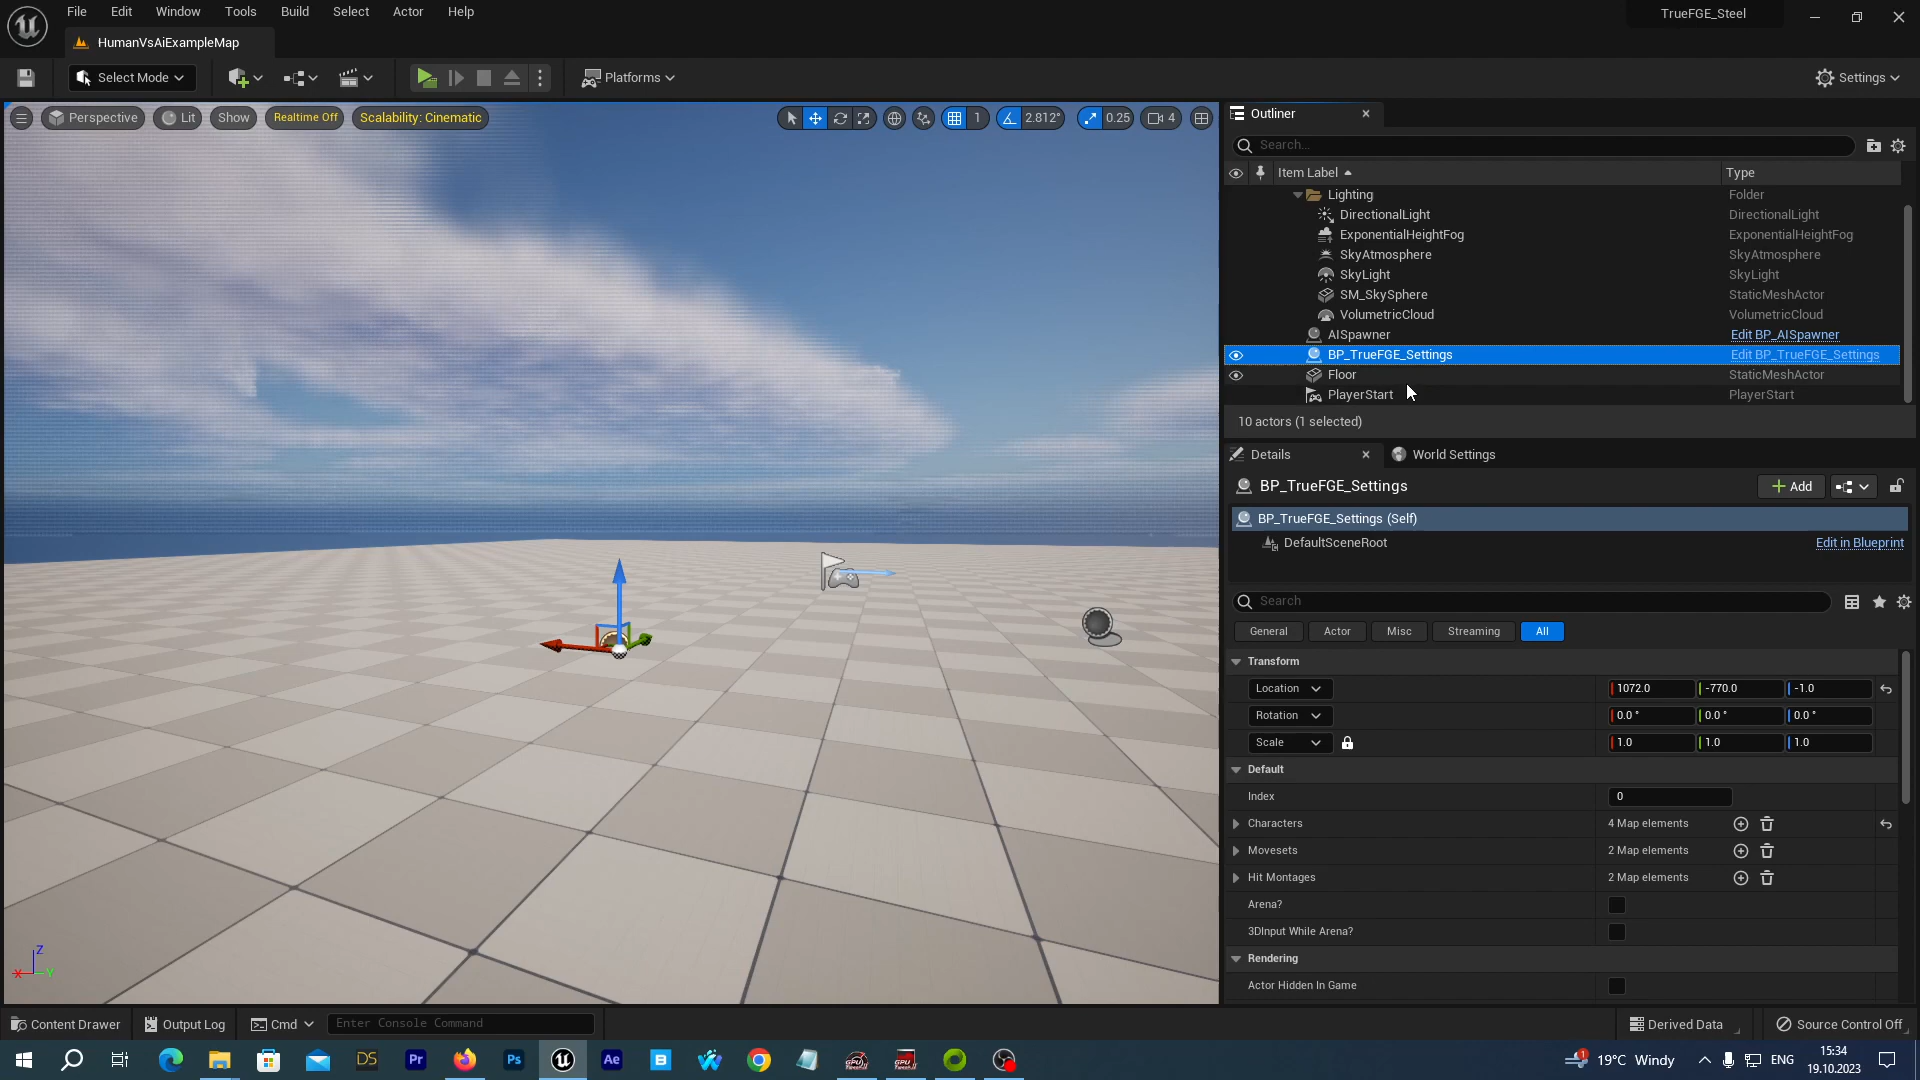 File Edit Window Tools Build Select Actor Help
TrueFGE_Steel
HumanVsAiExampleMap
Select Mode
Platforms
Settings
Perspective Lit Show Realtime Off Scalability: Cinematic
1 2.812° 0.25 4
Outliner
Search...
Item Label Type
Lighting Folder
DirectionalLight DirectionalLight
ExponentialHeightFog ExponentialHeightFog
SkyAtmosphere SkyAtmosphere
SkyLight SkyLight
SM_SkySphere StaticMeshActor
VolumetricCloud VolumetricCloud
AISpawner Edit BP_AISpawner
BP_TrueFGE_Settings Edit BP_TrueFGE_Settings
Floor StaticMeshActor
PlayerStart PlayerStart
10 actors (1 selected)
Details World Settings
BP_TrueFGE_Settings Add
BP_TrueFGE_Settings (Self)
DefaultSceneRoot Edit in Blueprint
Search
General Actor Misc Streaming All
Transform
Location 1072.0 -770.0 -1.0
Rotation 0.0 ° 0.0 ° 0.0 °
Scale 1.0 1.0 1.0
Default
Index 0
Characters 4 Map elements
Movesets 2 Map elements
Hit Montages 2 Map elements
Arena?
3DInput While Arena?
Rendering
Actor Hidden In Game
Z
X Y
Content Drawer Output Log Cmd Enter Console Command Derived Data Source Control Off
DS Pr Ps Ae 1 19°C Windy ENG 15:34
19.10.2023